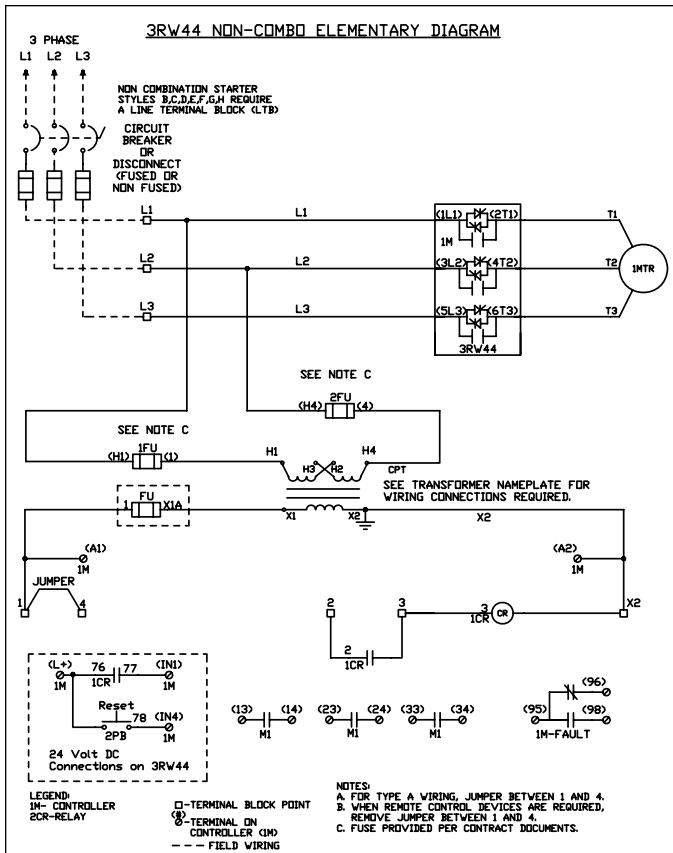 3RW44 NON-COMBO ELEMENTARY DIAGRAM
3 PHASE
L1 L2 L3
NON COMBINATION STARTER
STYLES B,C,D,E,F,G,H REQUIRE
A LINE TERMINAL BLOCK (LTB)
CIRCUIT
BREAKER
OR
DISCONNECT
(FUSED OR
NON FUSED)
L1 L1 (1L1) (2T1) T1
1M
L2 L2 (3L2) (4T2) T2 1MTR
L3 L3 (5L3) (6T3) T3
3RW44
SEE NOTE C
2FU
(H4) (4)
SEE NOTE C
1FU
(H1) (1)
H1 H3 H2 H4
CPT
SEE TRANSFORMER NAMEPLATE FOR
WIRING CONNECTIONS REQUIRED.
1 FU X1A
X1 X2 X2
(A1)
1M
(A2)
1M
JUMPER
1 4 2 3 3 CR X2
1CR
2
1CR
(L+) 76 77 (IN1)
1M 1CR 1M
Reset
78 (IN4)
2PB 1M
24 Volt DC
Connections on 3RW44
(13) (14) (23) (24) (33) (34)
M1 M1 M1
(96)
(95) (98)
1M-FAULT
LEGEND:
1M- CONTROLLER
2CR-RELAY
□-TERMINAL BLOCK POINT
(#)
-TERMINAL ON
CONTROLLER (1M)
--- FIELD WIRING
NOTES:
A. FOR TYPE A WIRING, JUMPER BETWEEN 1 AND 4.
B. WHEN REMOTE CONTROL DEVICES ARE REQUIRED,
REMOVE JUMPER BETWEEN 1 AND 4.
C. FUSE PROVIDED PER CONTRACT DOCUMENTS.